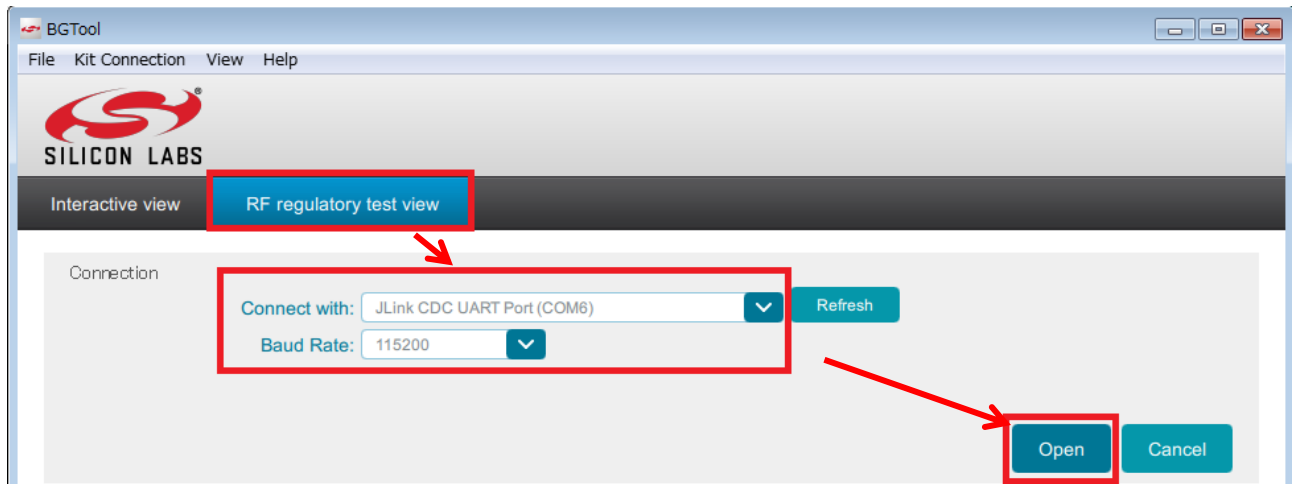 BGTool
File Kit Connection View Help
SILICON LABS®
Interactive view RF regulatory test view
Connection
Connect with: JLink CDC UART Port (COM6) Refresh
Baud Rate: 115200
Open Cancel